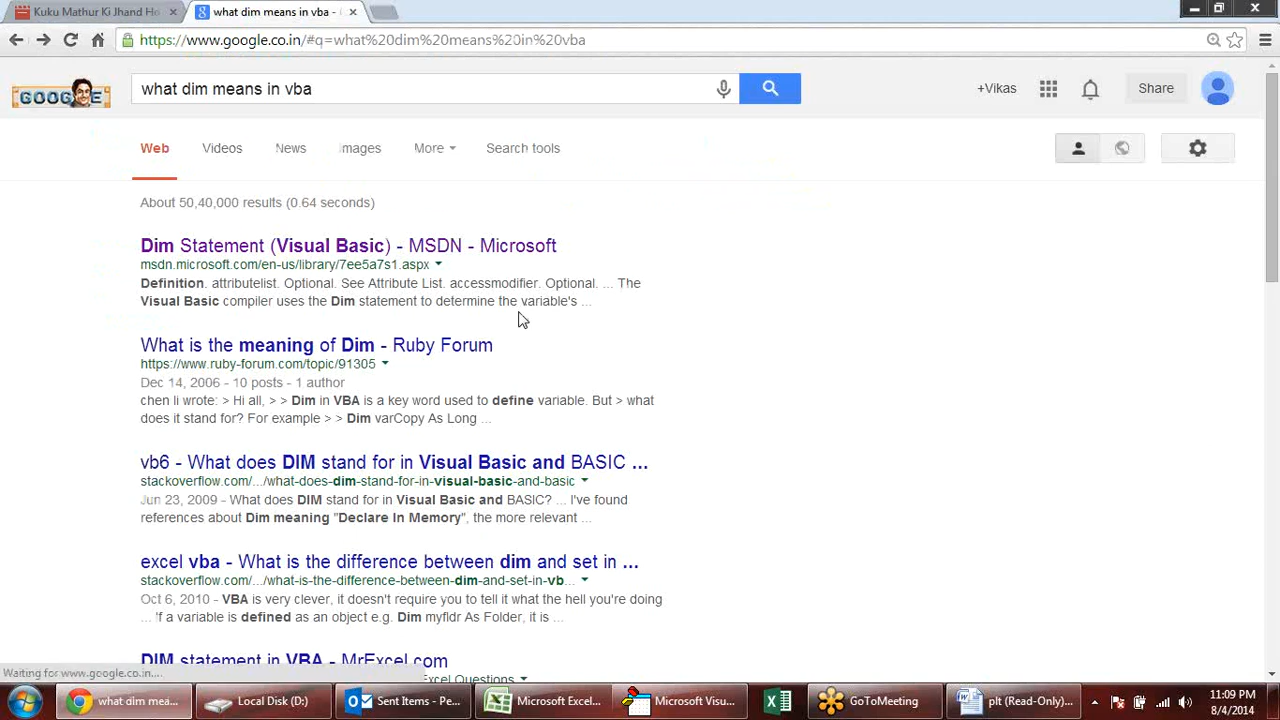 Kuku Mathur Ki Jhand Ho
what dim means in vba -
https://www.google.co.in/#q=what%20dim%20means%20in%20vba
GOOGLE
what dim means in vba
+Vikas
Share
Web
Videos
News
Images
More
Search tools
About 50,40,000 results (0.64 seconds)
Dim Statement (Visual Basic) - MSDN - Microsoft
msdn.microsoft.com/en-us/library/7ee5a7s1.aspx
Definition. attributelist. Optional. See Attribute List. accessmodifier. Optional. ... The
Visual Basic compiler uses the Dim statement to determine the variable's ...
What is the meaning of Dim - Ruby Forum
https://www.ruby-forum.com/topic/91305
Dec 14, 2006 - 10 posts - 1 author
chen li wrote: > Hi all, > > Dim in VBA is a key word used to define variable. But > what
does it stand for? For example > > Dim varCopy As Long ...
vb6 - What does DIM stand for in Visual Basic and BASIC ...
stackoverflow.com/.../what-does-dim-stand-for-in-visual-basic-and-basic
Jun 23, 2009 - What does DIM stand for in Visual Basic and BASIC? ... I've found
references about Dim meaning "Declare In Memory", the more relevant ...
excel vba - What is the difference between dim and set in ...
stackoverflow.com/.../what-is-the-difference-between-dim-and-set-in-vb...
Oct 6, 2010 - VBA is very clever, it doesn't require you to tell it what the hell you're doing
... If a variable is defined as an object e.g. Dim myfldr As Folder, it is ...
DIM statement in VBA - MrExcel.com
Excel Questions
Waiting for www.google.co.in...
what dim mea...
Local Disk (D:)
Sent Items - Pe...
Microsoft Exce...
Microsoft Visu...
GoToMeeting
plt (Read-Only)...
11:09 PM
8/4/2014